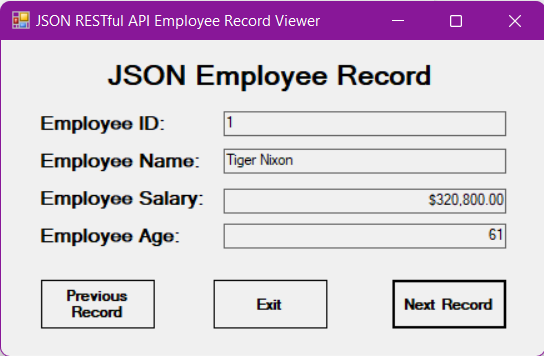 JSON RESTful API Employee Record Viewer
JSON Employee Record
Employee ID: 1
Employee Name: Tiger Nixon
Employee Salary: $320,800.00
Employee Age: 61
Previous
Record
Exit
Next Record